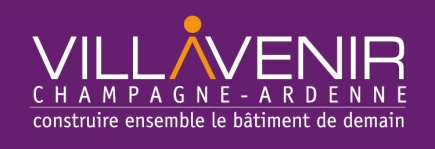 VILLAVENIR
CHAMPAGNE-ARDENNE
construire ensemble le bâtiment de demain